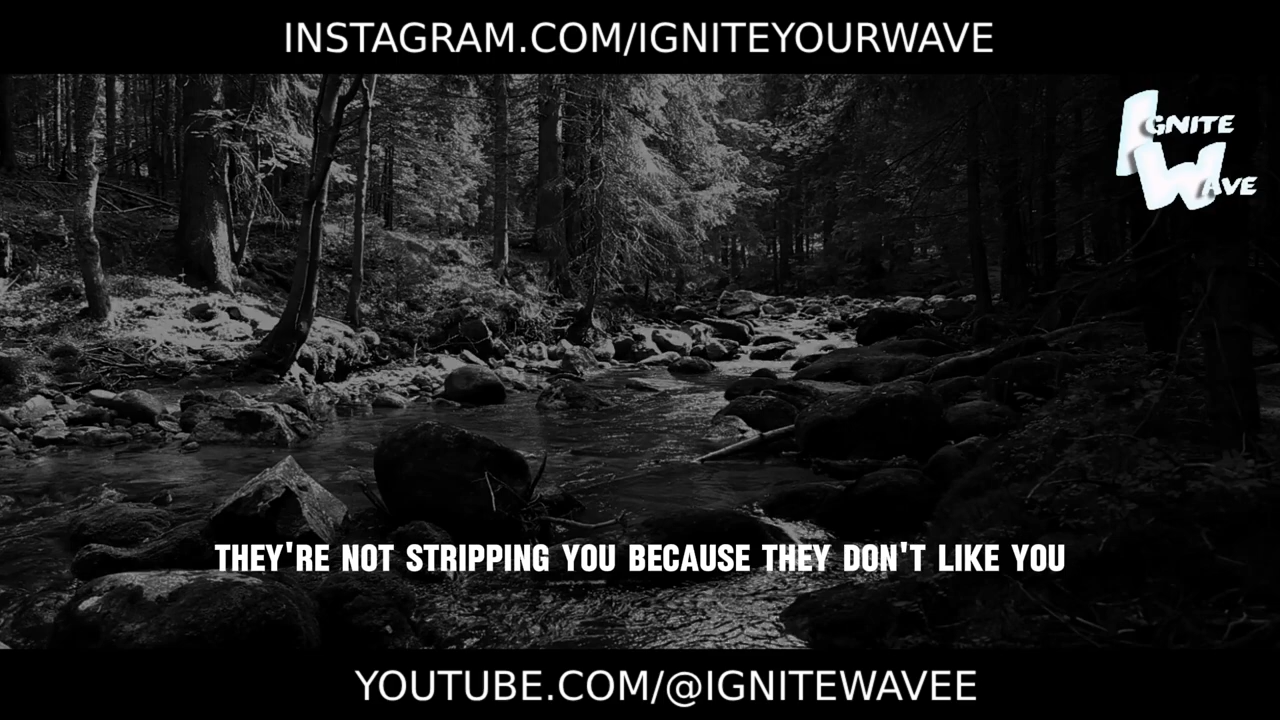 INSTAGRAM.COM/IGNITEYOURWAVE
IGNITE
WAVE
THEY'RE NOT STRIPPING YOU BECAUSE THEY DON'T LIKE YOU
YOUTUBE.COM/@IGNITEWAVEE